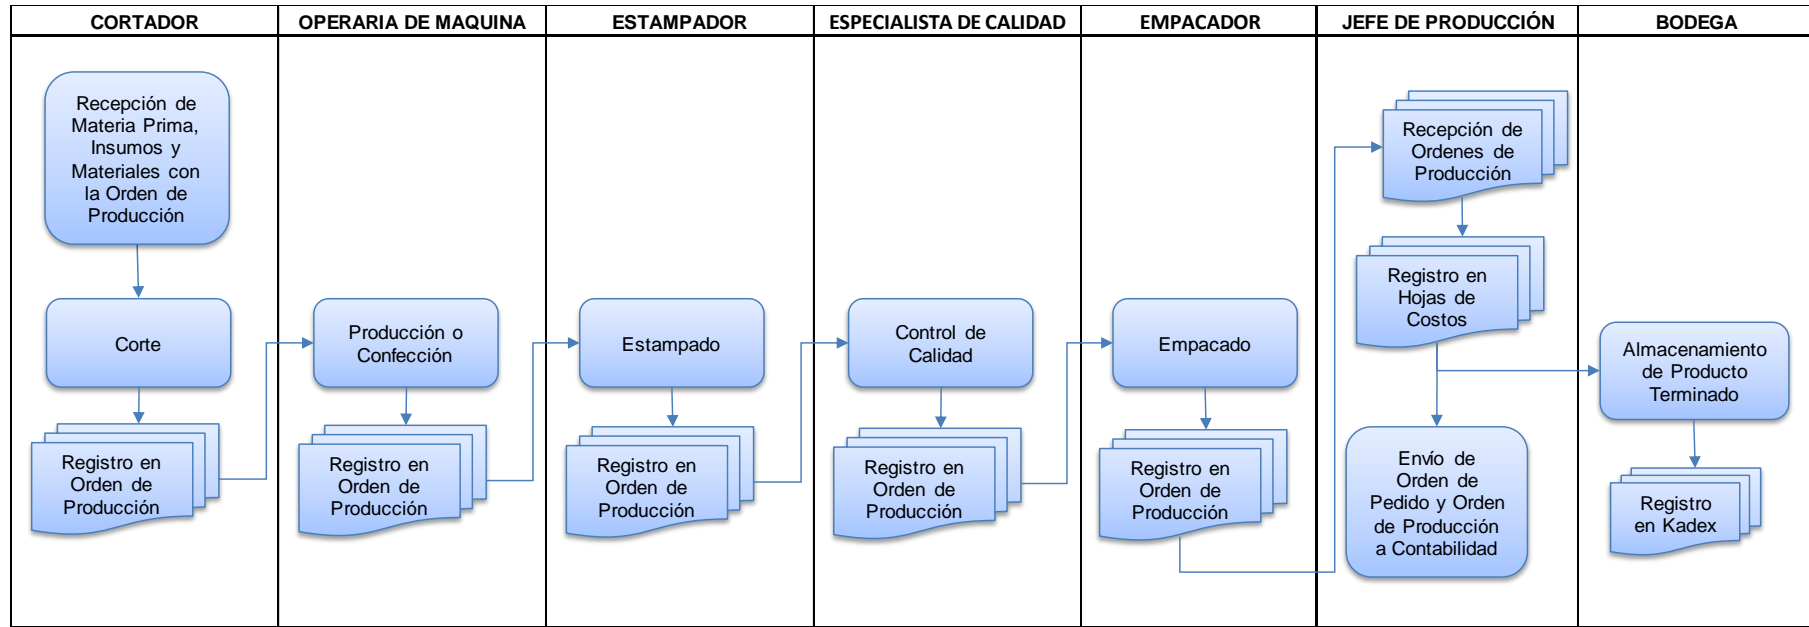 CORTADOR
OPERARIA DE MAQUINA
ESTAMPADOR
ESPECIALISTA DE CALIDAD
EMPACADOR
JEFE DE PRODUCCIÓN
BODEGA
Recepción de
Materia Prima,
Insumos y
Materiales con
la Orden de
Producción
Corte
Registro en
Orden de
Producción
Producción o
Confección
Registro en
Orden de
Producción
Estampado
Registro en
Orden de
Producción
Control de
Calidad
Registro en
Orden de
Producción
Empacado
Registro en
Orden de
Producción
Recepción de
Ordenes de
Producción
Registro en
Hojas de
Costos
Envío de
Orden de
Pedido y Orden
de Producción
a Contabilidad
Almacenamiento
de Producto
Terminado
Registro
en Kadex